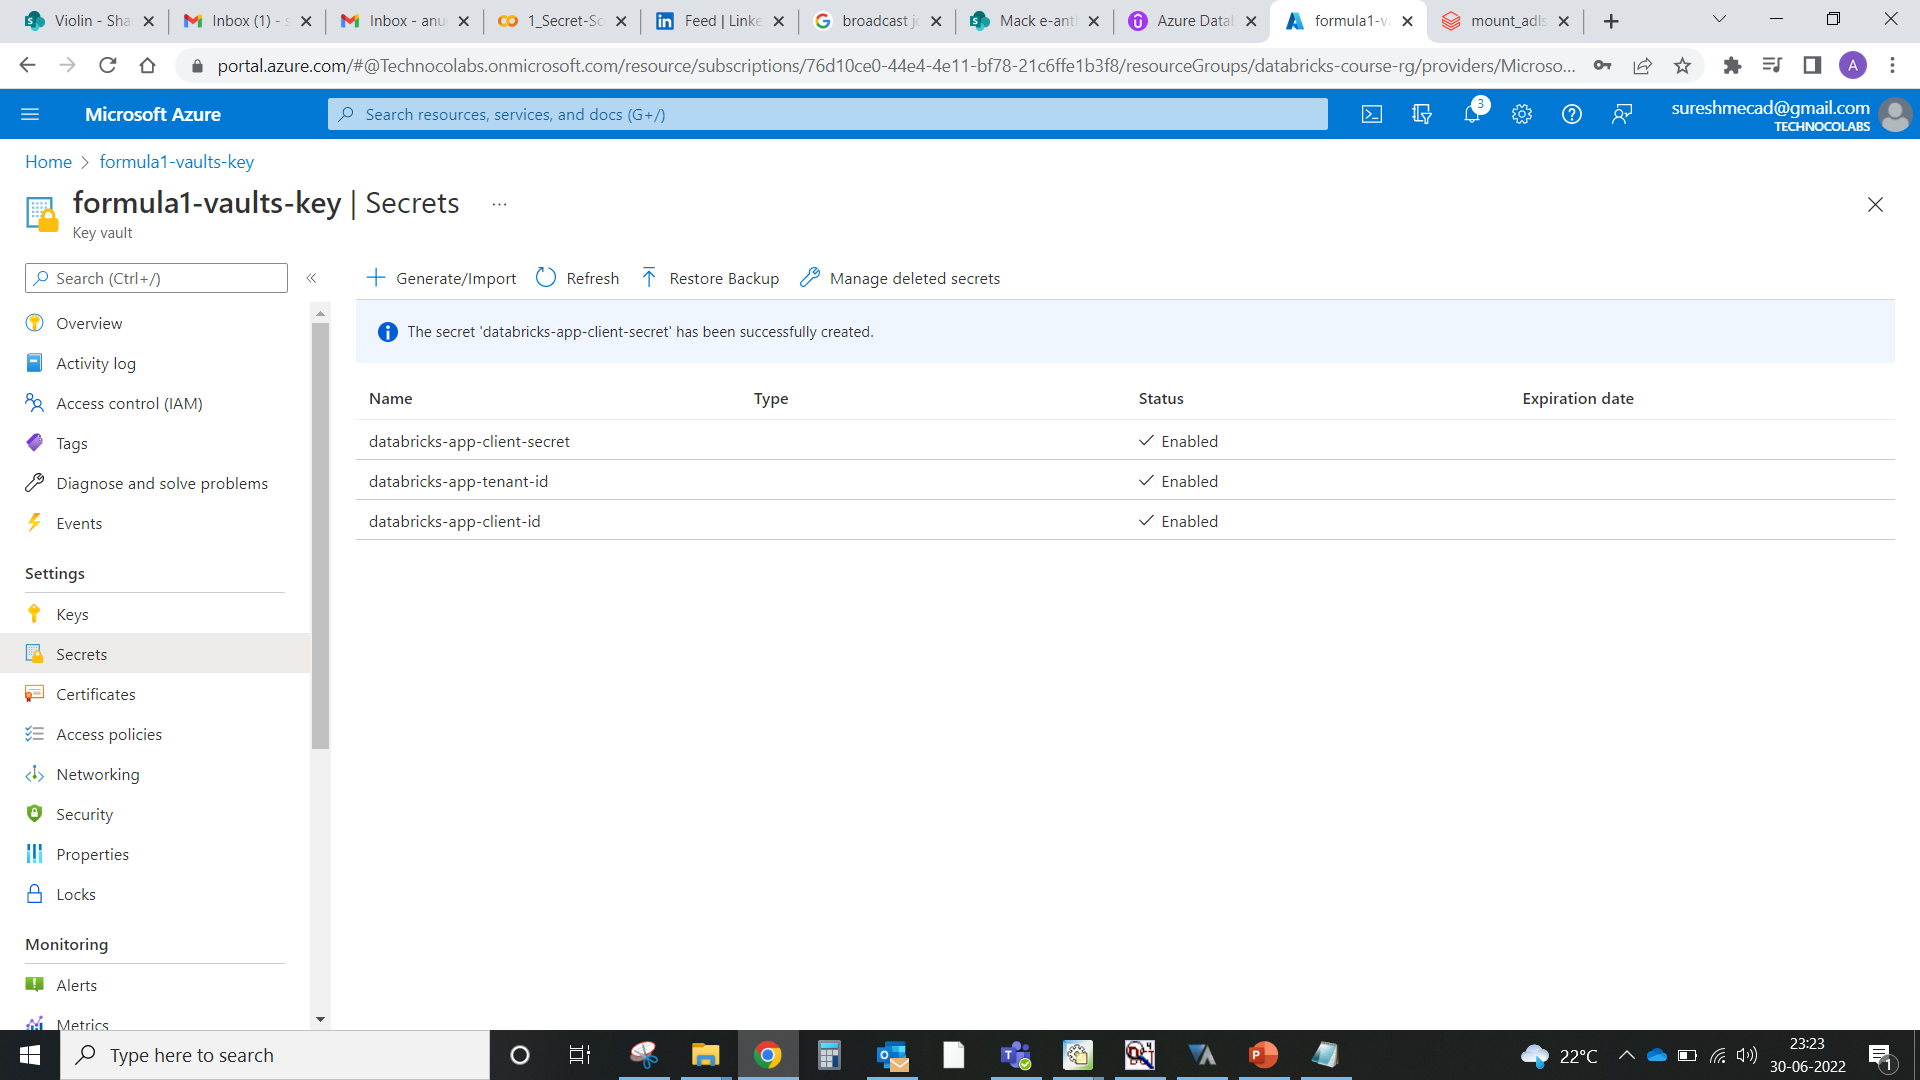 Violin - Sha
Inbox (1) - s
Inbox - anu
1_Secret-Sc
Feed | Linke
broadcast jo
Mack e-anti
Azure Datab
formula1-va
mount_adls
portal.azure.com/#@Technocolabs.onmicrosoft.com/resource/subscriptions/76d10ce0-44e4-4e11-bf78-21c6ffe1b3f8/resourceGroups/databricks-course-rg/providers/Microso...
A
Microsoft Azure
Search resources, services, and docs (G+/)
3
sureshmecad@gmail.com
TECHNOCOLABS
Home > formula1-vaults-key
formula1-vaults-key | Secrets ...
Key vault
Search (Ctrl+/)
«
Overview
Activity log
Access control (IAM)
Tags
Diagnose and solve problems
Events
Settings
Keys
Secrets
Certificates
Access policies
Networking
Security
Properties
Locks
Monitoring
Alerts
Metrics
Generate/Import
Refresh
Restore Backup
Manage deleted secrets
The secret 'databricks-app-client-secret' has been successfully created.
Name Type Status Expiration date
databricks-app-client-secret Enabled
databricks-app-tenant-id Enabled
databricks-app-client-id Enabled
Type here to search
22°C
23:23
30-06-2022
1